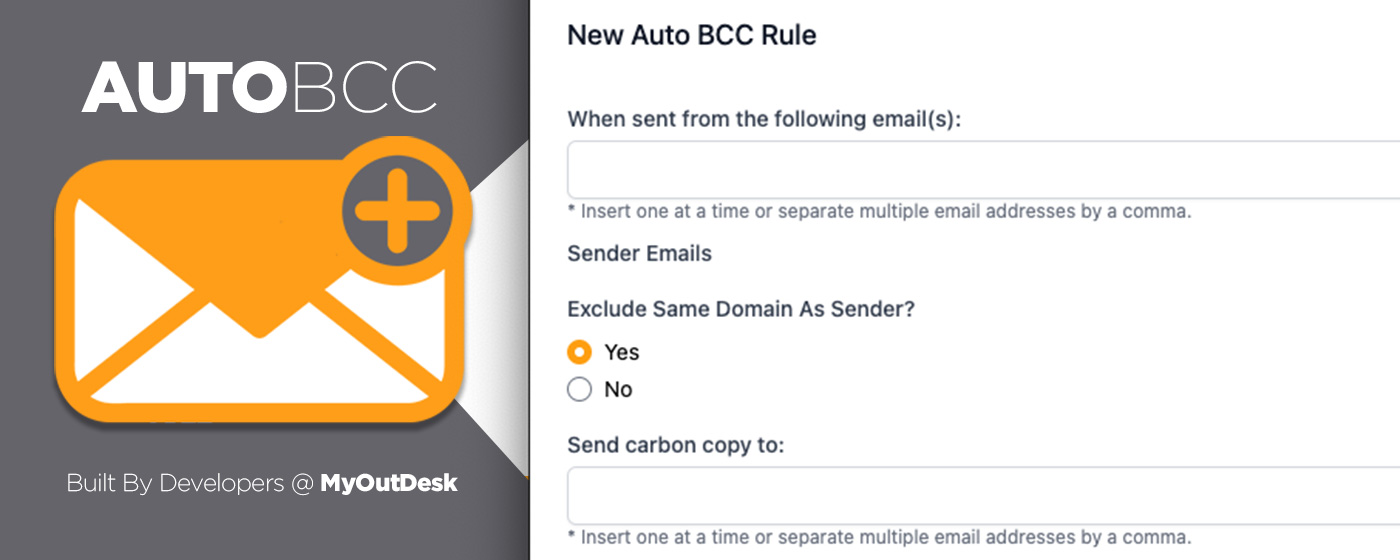 AUTOBCC
Built By Developers @ MyOutDesk
New Auto BCC Rule
When sent from the following email(s):
* Insert one at a time or separate multiple email addresses by a comma.
Sender Emails
Exclude Same Domain As Sender?
Yes
No
Send carbon copy to:
* Insert one at a time or separate multiple email addresses by a comma.